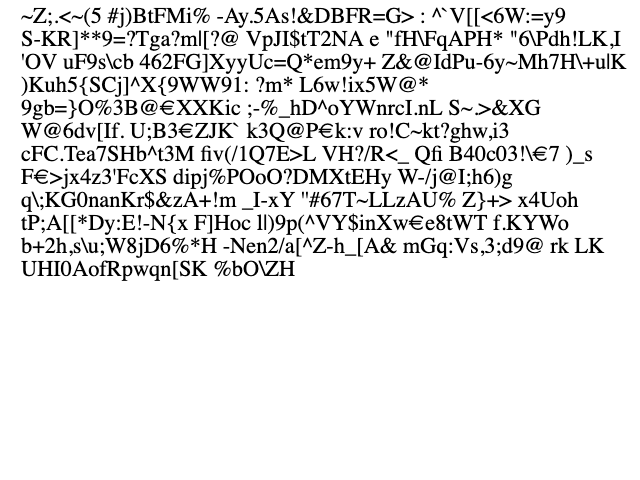 ~Z;.<~(5 #j)BtFMi% -Ay.5As!&DBFR=G> : ^`V[[<6W:=y9
S-KR]**9=?Tga?m|[?@ VpJI$tT2NA e "fH\FqAPH* "6\Pdh!LK,I
'OV uF9s\cb 462FG]XyyUc=Q*em9y+ Z&@IdPu-6y~Mh7H\+u|K
)Kuh5{SCj]^X{9WW91: ?m* L6w!ix5W@*
9gb=}O%3B@€XXKic ;-%_hD^oYWnrcI.nL S~.>&XG
W@6dv[If. U;B3€ZJK` k3Q@P€k:v ro!C~kt?ghw,i3
cFC.Tea7SHb^t3M fiv(/1Q7E>L VH?/R<_ Qfi B40c03!\€7 )_s
F€>jx4z3'FcXS dipj%POoO?DMXtEHy W-/j@I;h6)g
q\;KG0nanKr$&zA+!m _I-xY "#67T~LLzAU% Z}+> x4Uoh
tP;A[[*Dy:E!-N{x F]Hoc l|)9p(^VY$inXw€e8tWT f.KYWo
b+2h,s\u;W8jD6%*H -Nen2/a[^Z-h_[A& mGq:Vs,3;d9@ rk LK
UHI0AofRpwqn[SK %bO\ZH